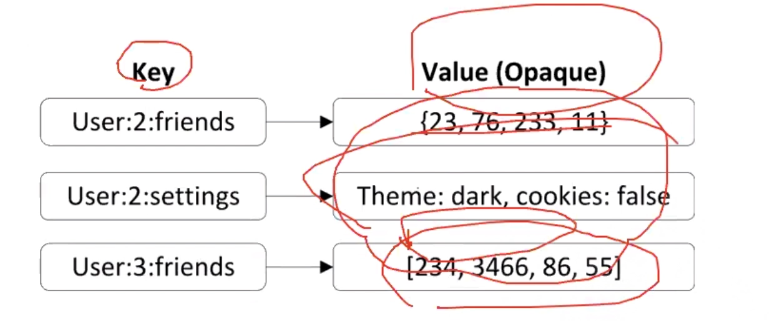 Key Value (Opaque)
User:2:friends {23, 76, 233, 11}
User:2:settings Theme: dark, cookies: false
User:3:friends [234, 3466, 86, 55]